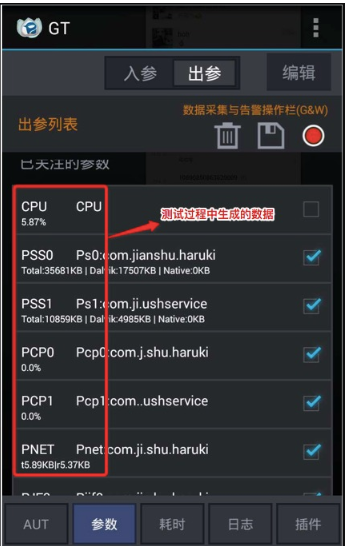 GT
入参 出参 编辑
数据采集与告警操作栏(G&W)
出参列表
已关注的参数
CPU CPU
5.87%
测试过程中生成的数据
PSS0 Ps0:com.jianshu.haruki
Total:35681KB | Dalvik:17507KB | Native:0KB
PSS1 Ps1:com.ji.ushservice
Total:10859KB | Dalvik:4985KB | Native:0KB
PCP0 Pcp0:com.j.shu.haruki
0.0%
PCP1 Pcp1:com..ushservice
0.0%
PNET Pnet:com.ji.shu.haruki
t5.89KB|r5.37KB
AUT 参数 耗时 日志 插件